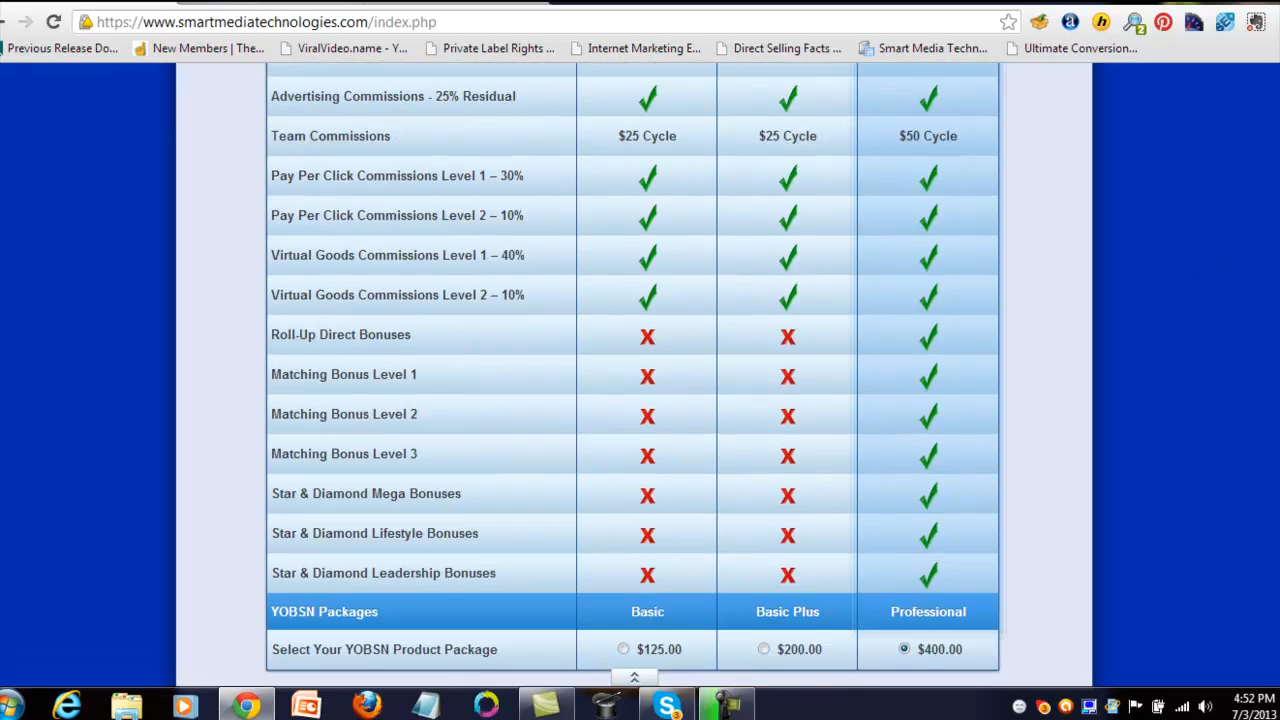 https://www.smartmediatechnologies.com/index.php
Previous Release Do... New Members | The... ViralVideo.name - Y... Private Label Rights ... Internet Marketing E... Direct Selling Facts ... Smart Media Techn... Ultimate Conversion...
Advertising Commissions - 25% Residual
Team Commissions $25 Cycle $25 Cycle $50 Cycle
Pay Per Click Commissions Level 1 – 30%
Pay Per Click Commissions Level 2 – 10%
Virtual Goods Commissions Level 1 – 40%
Virtual Goods Commissions Level 2 – 10%
Roll-Up Direct Bonuses X X
Matching Bonus Level 1 X X
Matching Bonus Level 2 X X
Matching Bonus Level 3 X X
Star & Diamond Mega Bonuses X X
Star & Diamond Lifestyle Bonuses X X
Star & Diamond Leadership Bonuses X X
YOBSN Packages Basic Basic Plus Professional
Select Your YOBSN Product Package $125.00 $200.00 $400.00
4:52 PM